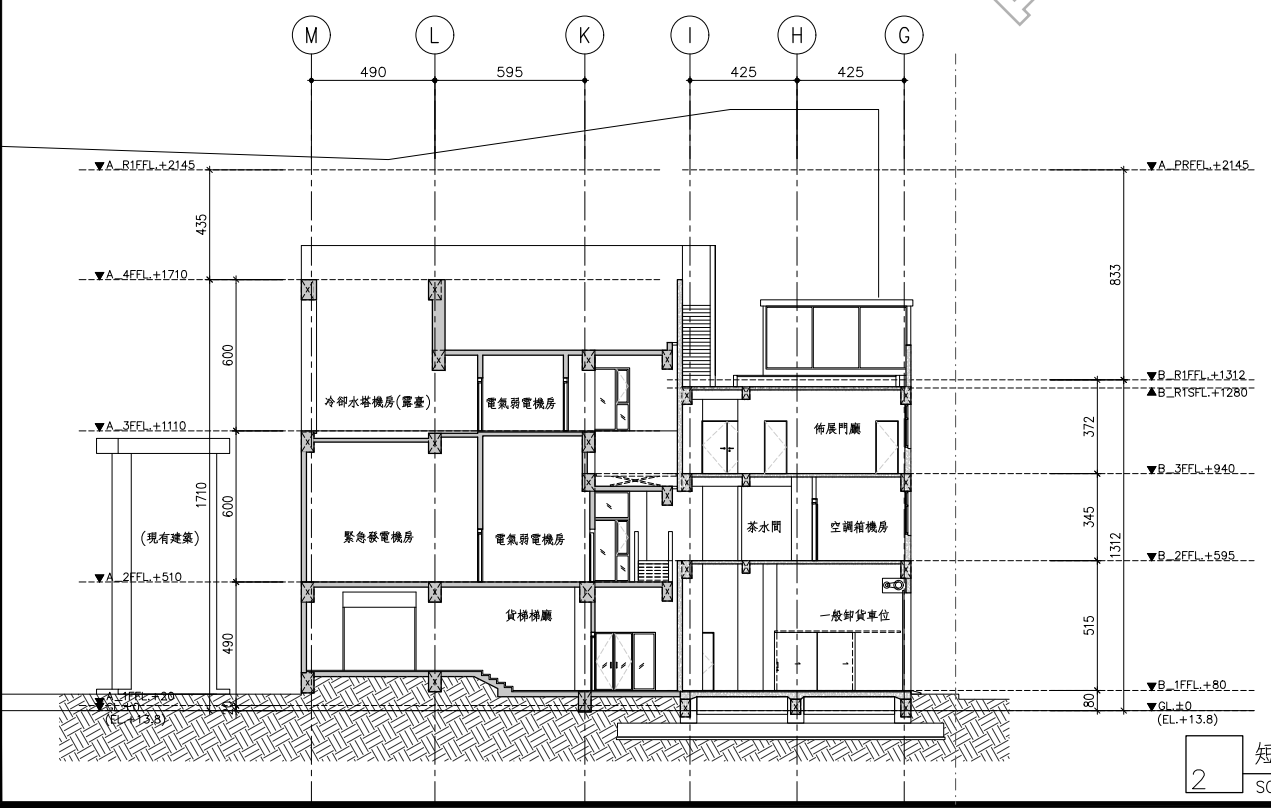 M L K I H G
490 595 425 425
A_R1FFL.+2145
A_PRFFL.+2145
435
833
A_4FFL.+1710
B_R1FFL.+1312
B_R1SFL.+1280
600
冷卻水塔機房(露臺)
電氣弱電機房
佈展門廳
372
A_3FFL.+1110
B_3FFL.+940
1710
600
(現有建築)
緊急發電機房
電氣弱電機房
茶水間
空調箱機房
345
1312
B_2FFL.+595
A_2FFL.+510
貨梯梯廳
一般卸貨車位
490
515
B_1FFL.+80
80
A_1FFL.+20
GL.±0
(EL.+13.8)
GL.±0
(EL.+13.8)
2
短
SC